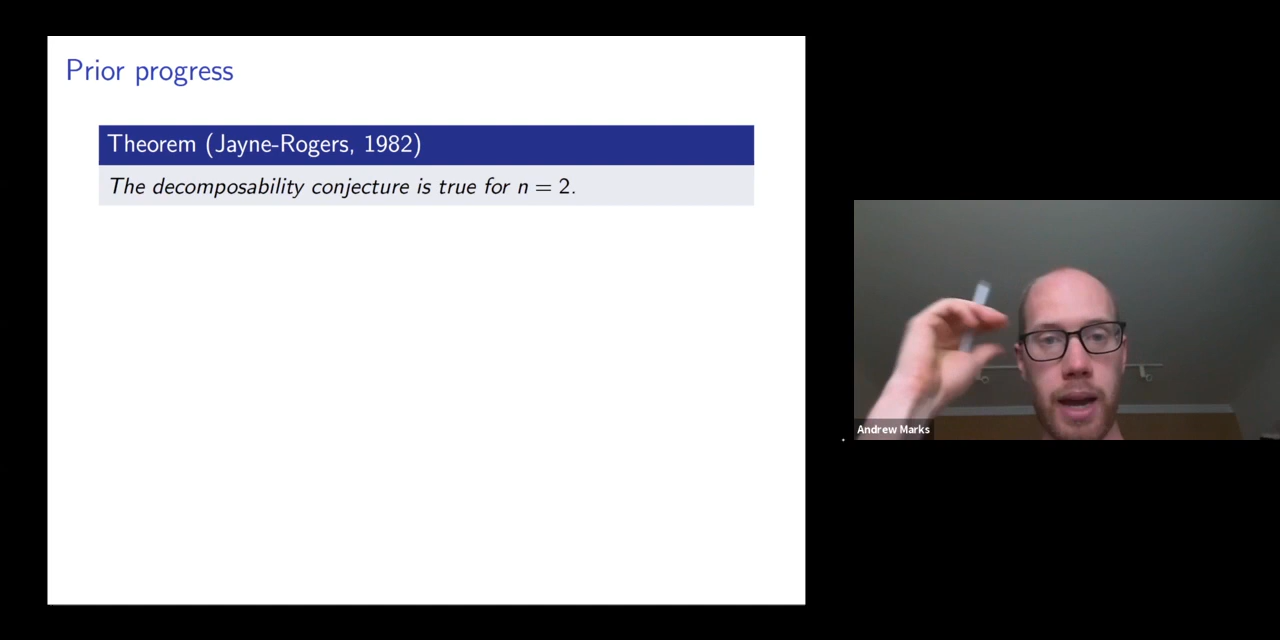 Prior progress
Theorem (Jayne-Rogers, 1982)
The decomposability conjecture is true for n = 2.
Andrew Marks